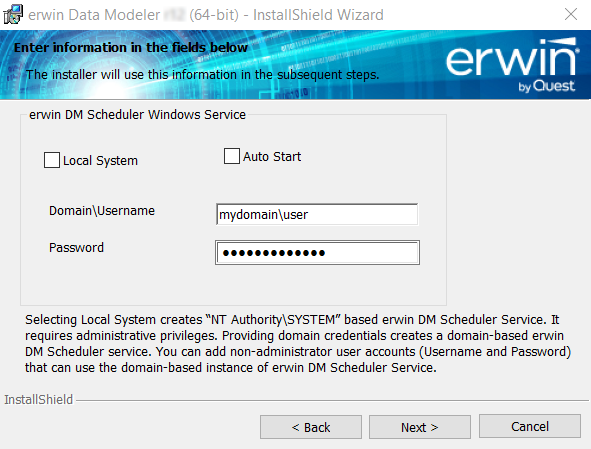 erwin Data Modeler (64-bit) - InstallShield Wizard
Enter information in the fields below
The installer will use this information in the subsequent steps.
erwin
by Quest
erwin DM Scheduler Windows Service
Local System
Auto Start
Domain\Username
mydomain\user
Password
●●●●●●●●●●●●●
Selecting Local System creates “NT Authority\SYSTEM” based erwin DM Scheduler Service. It
requires administrative privileges. Providing domain credentials creates a domain-based erwin
DM Scheduler service. You can add non-administrator user accounts (Username and Password)
that can use the domain-based instance of erwin DM Scheduler Service.
InstallShield
< Back
Next >
Cancel